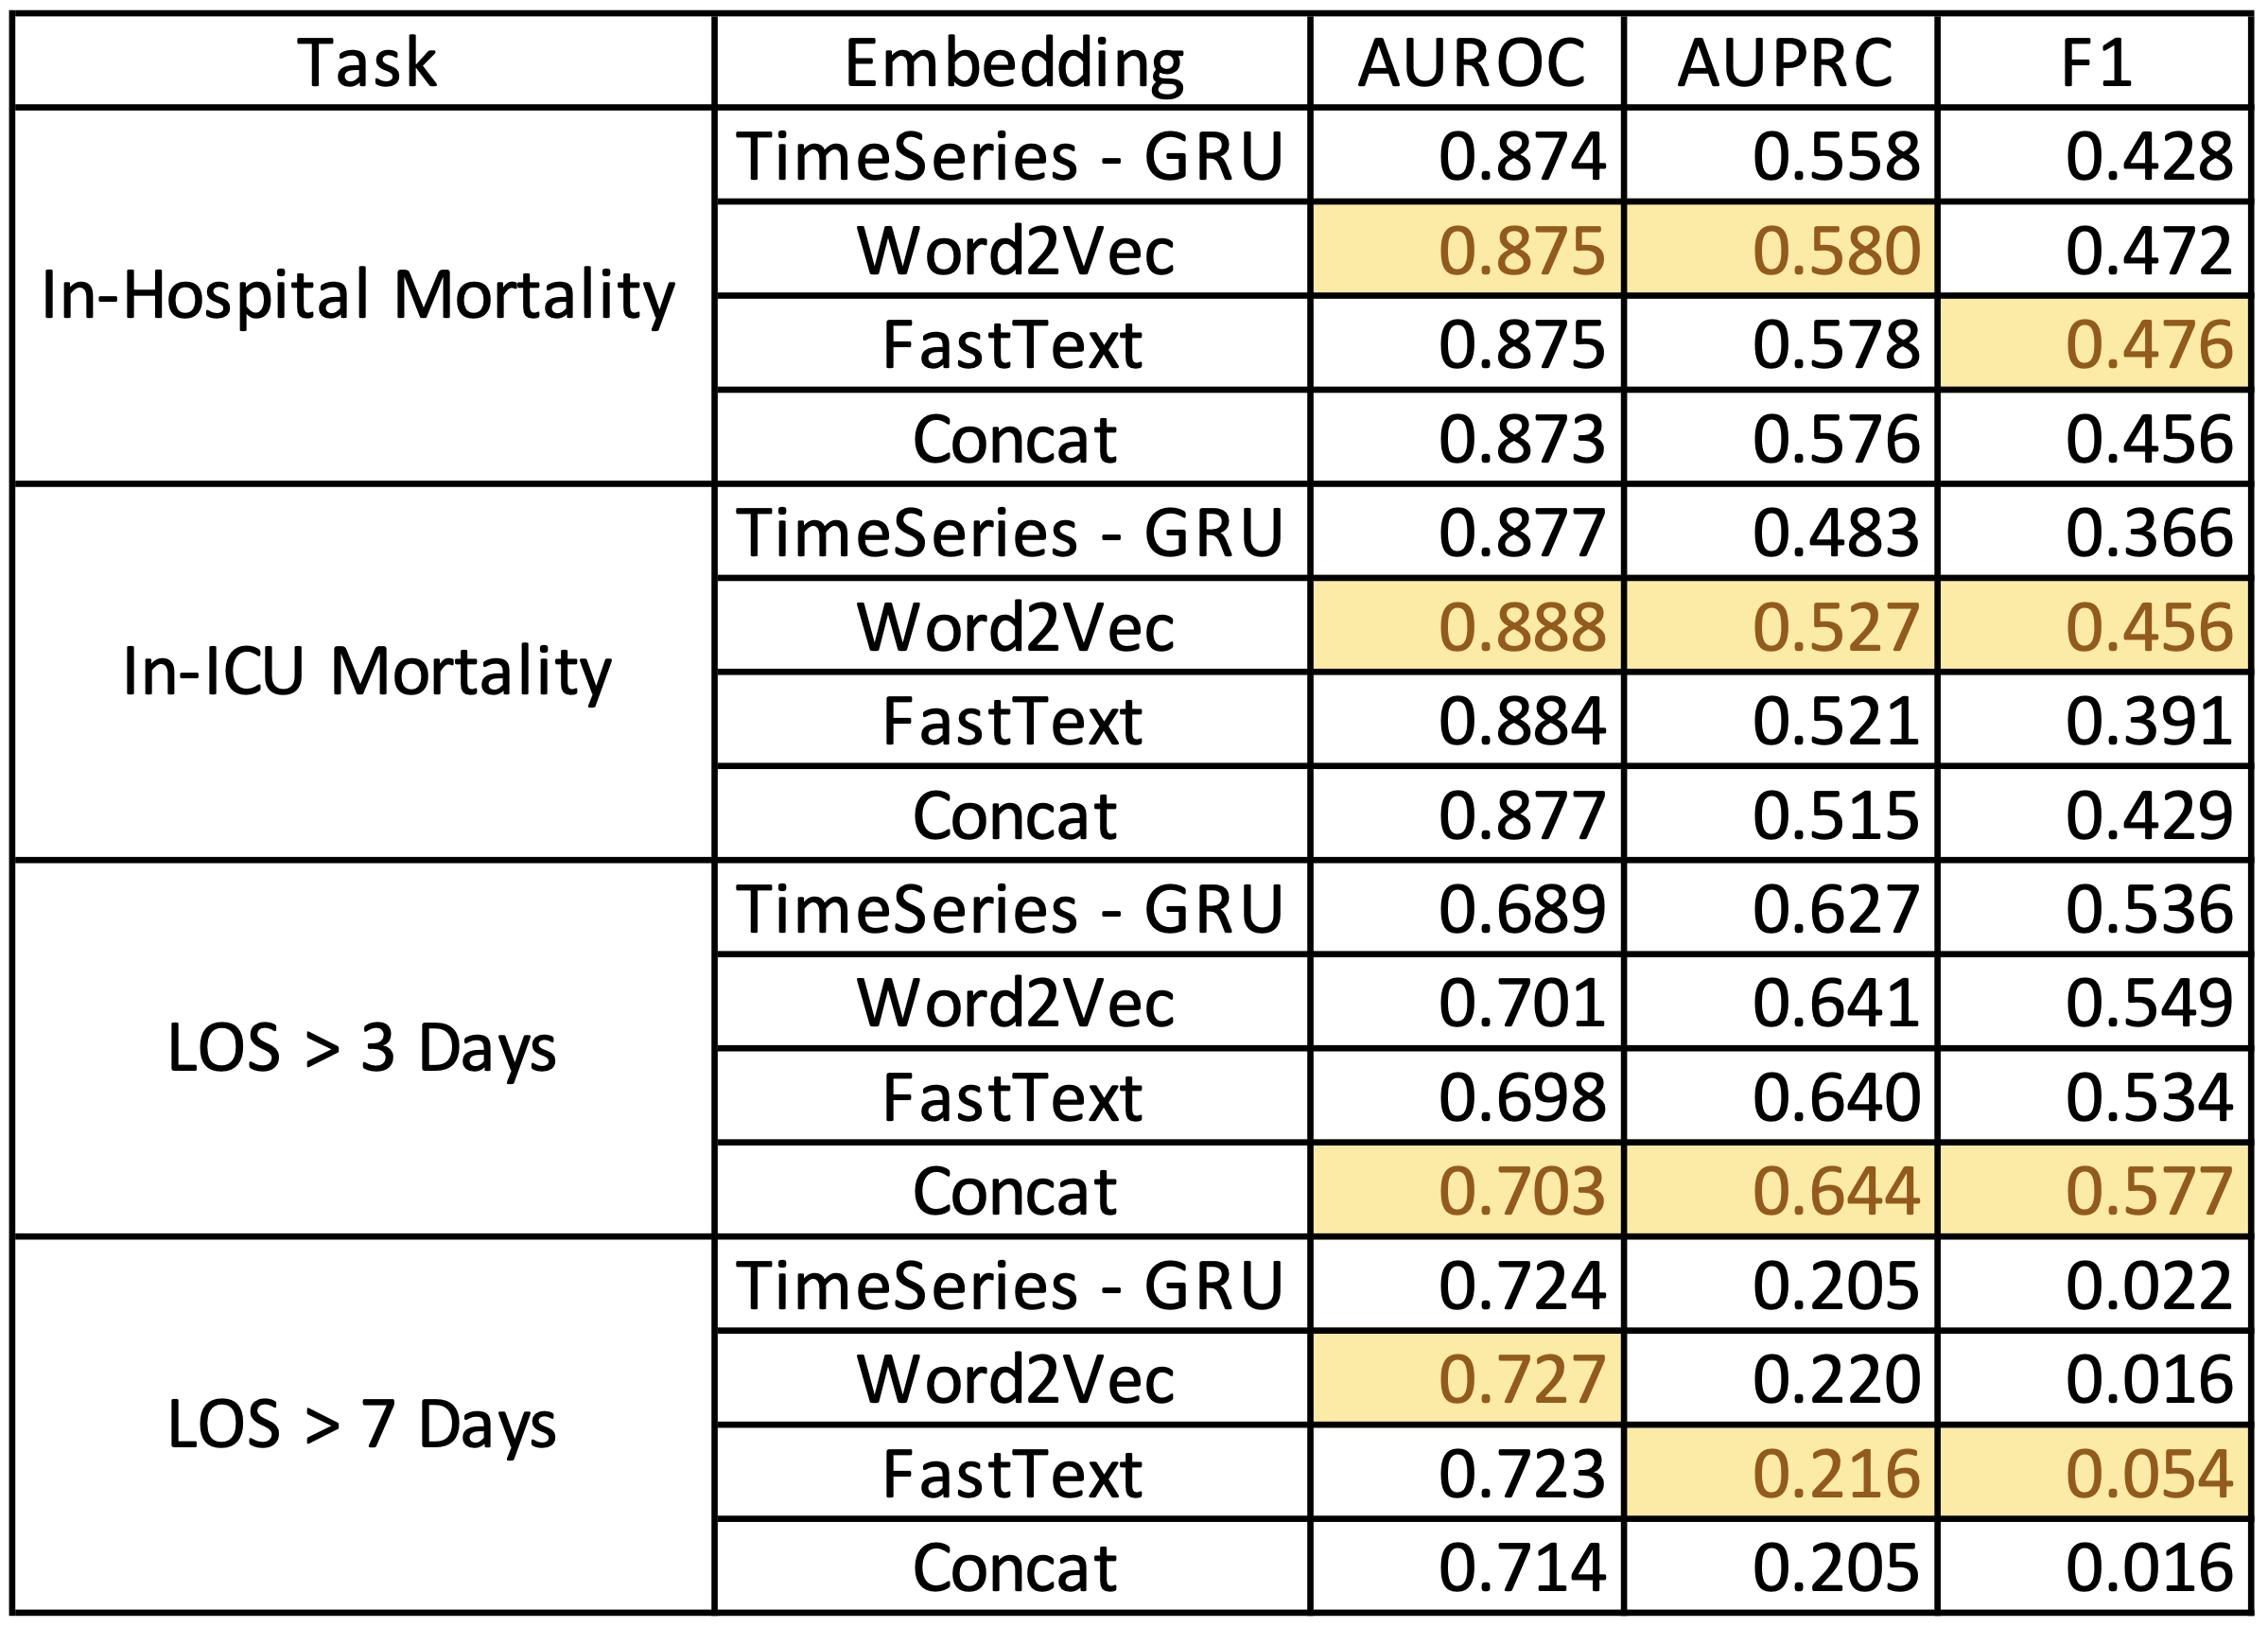 Task Embedding AUROC AUPRC F1
In-Hospital Mortality
TimeSeries - GRU 0.874 0.558 0.428
Word2Vec 0.875 0.580 0.472
FastText 0.875 0.578 0.476
Concat 0.873 0.576 0.456
In-ICU Mortality
TimeSeries - GRU 0.877 0.483 0.366
Word2Vec 0.888 0.527 0.456
FastText 0.884 0.521 0.391
Concat 0.877 0.515 0.429
LOS > 3 Days
TimeSeries - GRU 0.689 0.627 0.536
Word2Vec 0.701 0.641 0.549
FastText 0.698 0.640 0.534
Concat 0.703 0.644 0.577
LOS > 7 Days
TimeSeries - GRU 0.724 0.205 0.022
Word2Vec 0.727 0.220 0.016
FastText 0.723 0.216 0.054
Concat 0.714 0.205 0.016